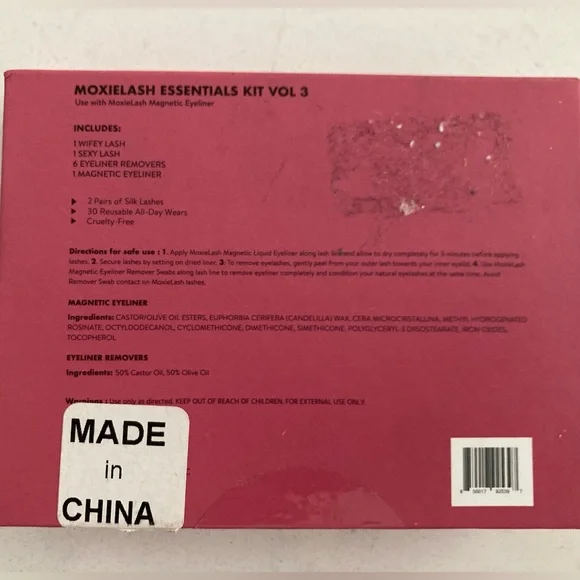 MOXIELASH ESSENTIALS KIT VOL 3
Use with MoxieLash Magnetic Eyeliner
INCLUDES:
1 WIFEY LASH
1 SEXY LASH
6 EYELINER REMOVERS
1 MAGNETIC EYELINER
2 Pairs of Silk Lashes
30 Reusable All-Day Wears
Cruelty-Free
Directions for safe use : 1. Apply MoxieLash Magnetic Liquid Eyeliner along lash line and allow to dry completely for 3 minutes before applying
lashes. 2. Secure lashes by setting on dried liner. 3: To remove eyelashes, gently peel from your outer lash towards your inner eyelid. 4. Use MoxieLash
Magnetic Eyeliner Remover Swabs along lash line to remove eyeliner completely and condition your natural eyelashes at the same time. Avoid
Remover Swab contact on MoxieLash lashes.
MAGNETIC EYELINER
Ingredients: CASTOR/OLIVE OIL ESTERS, EUPHORBIA CERIFERA (CANDELILLA) WAX, CERA MICROCRISTALLINA, METHYL HYDROGENATED
ROSINATE, OCTYLDODECANOL, CYCLOMETHICONE, DIMETHICONE, SIMETHICONE, POLYGLYCERYL-3 DIISOSTEARATE, IRON OXIDES,
TOCOPHEROL
EYELINER REMOVERS
Ingredients: 50% Castor Oil, 50% Olive Oil
Warnings : Use only as directed. KEEP OUT OF REACH OF CHILDREN. FOR EXTERNAL USE ONLY.
MADE
in
CHINA